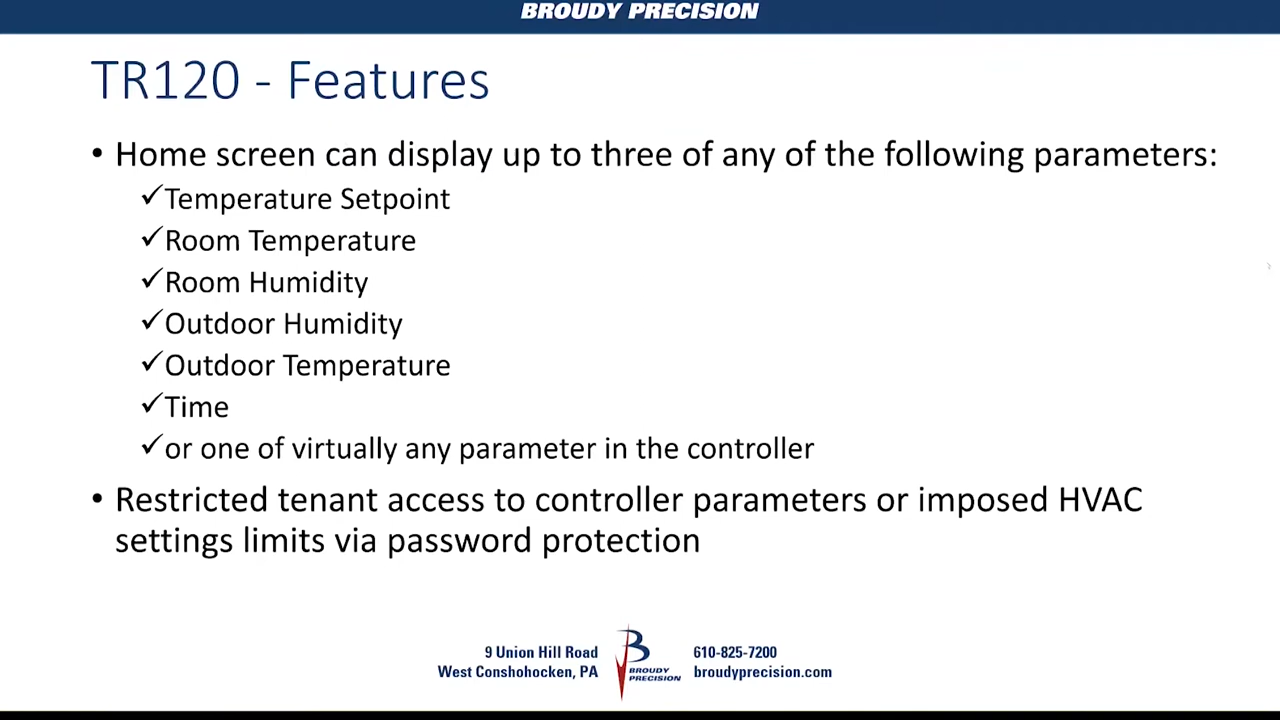 BROUDY PRECISION
TR120 - Features
• Home screen can display up to three of any of the following parameters:
✓Temperature Setpoint
✓Room Temperature
✓Room Humidity
✓Outdoor Humidity
✓Outdoor Temperature
✓Time
✓or one of virtually any parameter in the controller
• Restricted tenant access to controller parameters or imposed HVAC
settings limits via password protection
9 Union Hill Road
West Conshohocken, PA
B
BROUDY
PRECISION
610-825-7200
broudyprecision.com